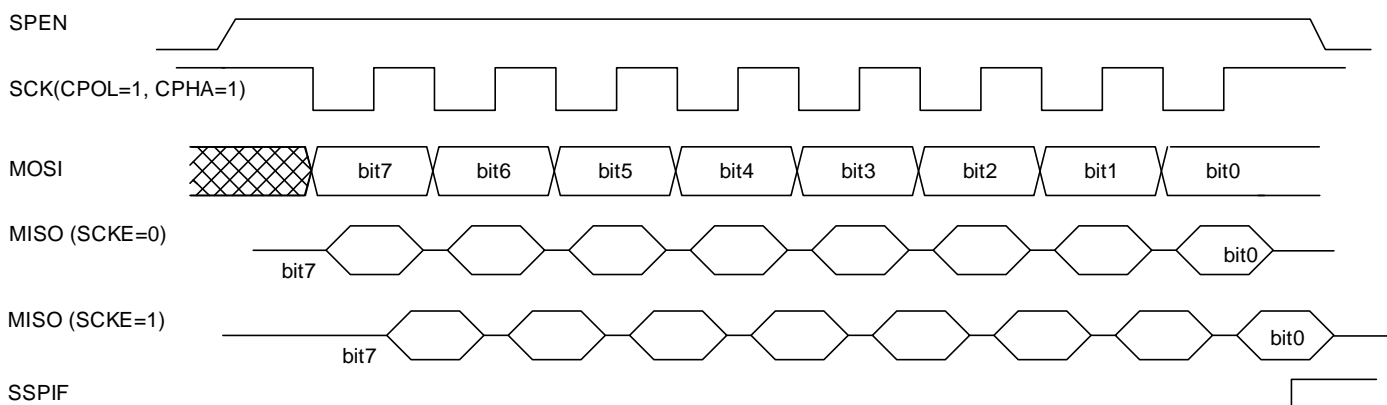 SPEN
SCK(CPOL=1, CPHA=1)
MOSI bit7 bit6 bit5 bit4 bit3 bit2 bit1 bit0
MISO (SCKE=0)
bit7 bit0
MISO (SCKE=1)
bit7 bit0
SSPIF